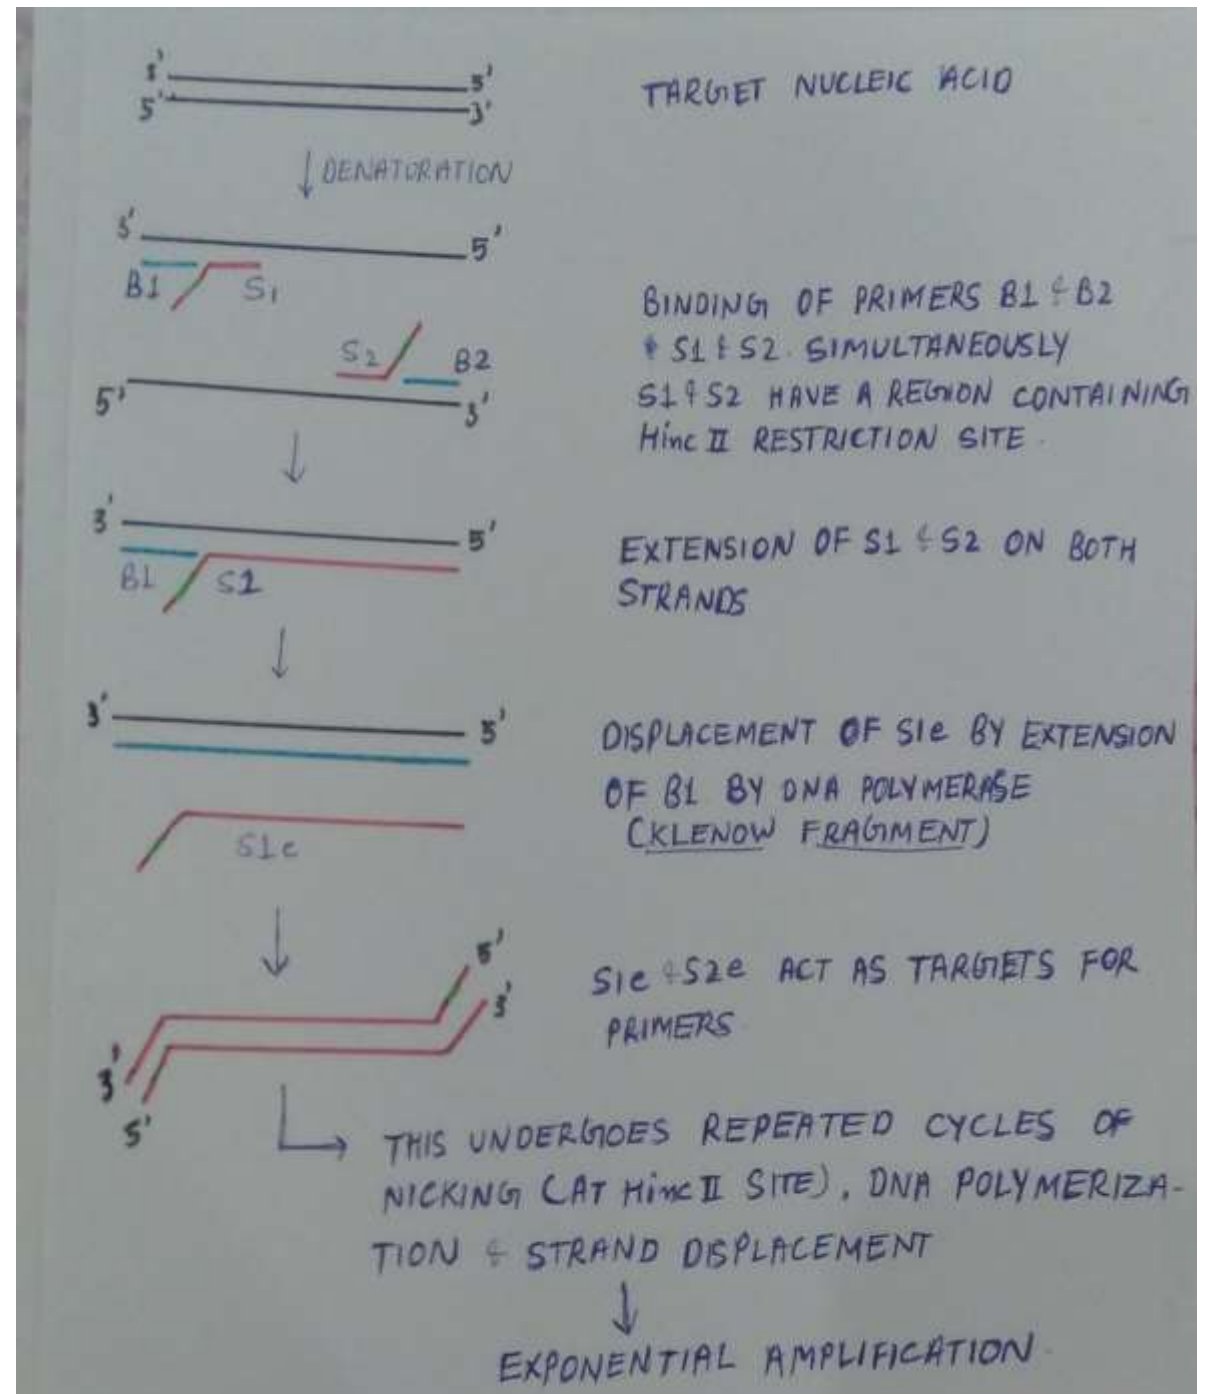 3' 5'
5' 3'
TARGET NUCLEIC ACID
DENATURATION
3' 5'
B1 S1
S2 B2
5' 3'
BINDING OF PRIMERS B1 & B2
& S1 & S2. SIMULTANEOUSLY
S1 & S2 HAVE A REGION CONTAINING
Hinc II RESTRICTION SITE.
3' 5'
B1 S1
EXTENSION OF S1 & S2 ON BOTH
STRANDS
3' 5'
S1e
DISPLACEMENT OF S1e BY EXTENSION
OF B1 BY DNA POLYMERASE
(KLENOW FRAGMENT)
5'
3'
3'
5'
S1e & S2e ACT AS TARGETS FOR
PRIMERS
THIS UNDERGOES REPEATED CYCLES OF
NICKING (AT Hinc II SITE), DNA POLYMERIZA-
TION & STRAND DISPLACEMENT
EXPONENTIAL AMPLIFICATION.